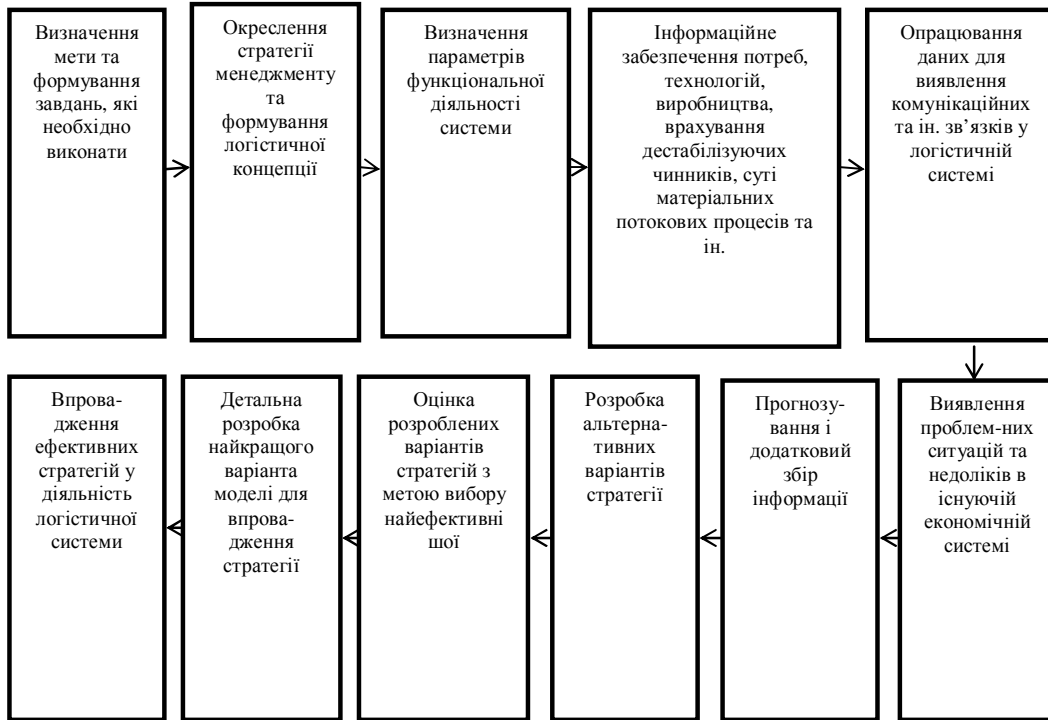 Визначення
мети та
формування
завдань, які
необхідно
виконати
Окреслення
стратегії
менеджменту
та
формування
логістичної
концепції
Визначення
параметрів
функціональної
діяльності
системи
Інформаційне
забезпечення потреб,
технологій,
виробництва,
врахування
дестабілізуючих
чинників, суті
матеріальних
потокових процесів та
ін.
Опрацювання
даних для
виявлення
комунікаційних
та ін. зв’язків у
логістичній
системі
Виявлення
проблем-них
ситуацій та
недоліків в
існуючій
економічній
системі
Прогнозу-
вання і
додатковий
збір
інформації
Розробка
альтерна-
тивних
варіантів
стратегії
Оцінка
розроблених
варіантів
стратегій з
метою вибору
найефективні
шої
Детальна
розробка
найкращого
варіанта
моделі для
впрова-
дження
стратегії
Впрова-
дження
ефективних
стратегій у
діяльність
логістичної
системи